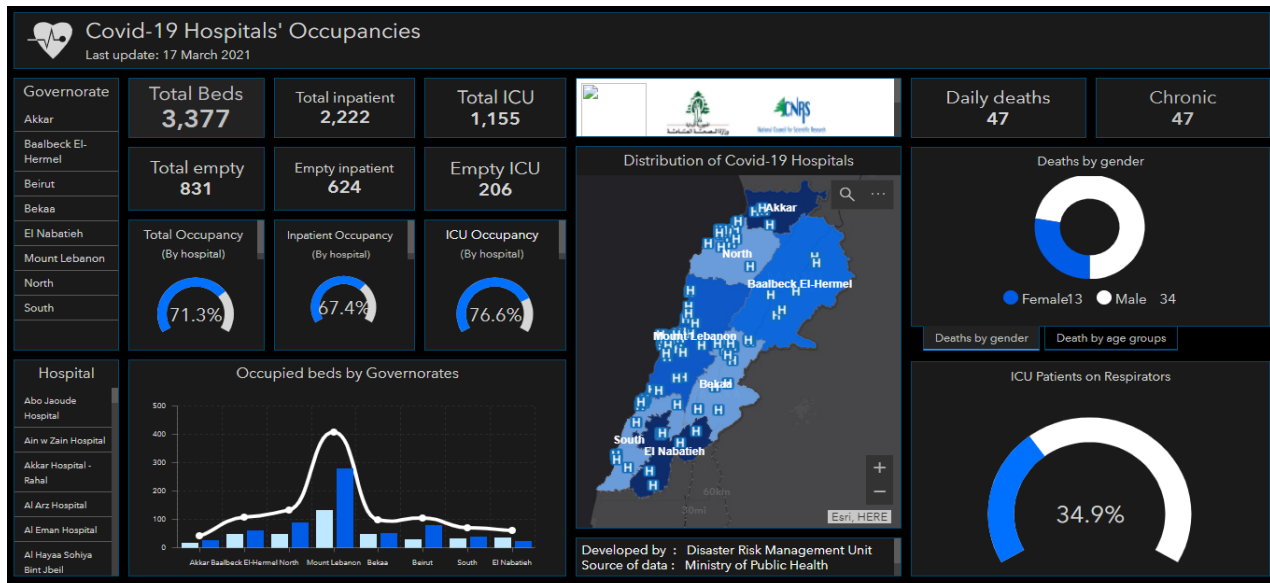 Covid-19 Hospitals' Occupancies
Last update: 17 March 2021
Governorate
Akkar
Baalbeck El-
Hermel
Beirut
Bekaa
El Nabatieh
Mount Lebanon
North
South
Total Beds
3,377
Total inpatient
2,222
Total ICU
1,155
Total empty
831
Empty inpatient
624
Empty ICU
206
Total Occupancy
(By hospital)
71.3%
Inpatient Occupancy
(By hospital)
67.4%
ICU Occupancy
(By hospital)
76.6%
CNRS
National Council for Scientific Research
Daily deaths
47
Chronic
47
Distribution of Covid-19 Hospitals
Akkar
North
Baalbeck El-Hermel
Mount Lebanon
Bekaa
South
El Nabatieh
60km
30mi
Esri, HERE
Deaths by gender
Female13 Male 34
Deaths by gender Death by age groups
Hospital
Abo Jaoude
Hospital
Ain w Zain Hospital
Akkar Hospital -
Rahal
Al Arz Hospital
Al Eman Hospital
Al Hayaa Sohiya
Bint Jbeil
Occupied beds by Governorates
500
400
300
200
100
0
Akkar Baalbeck El-Hermel North Mount Lebanon Bekaa Beirut South El Nabatieh
Developed by : Disaster Risk Management Unit
Source of data : Ministry of Public Health
ICU Patients on Respirators
34.9%